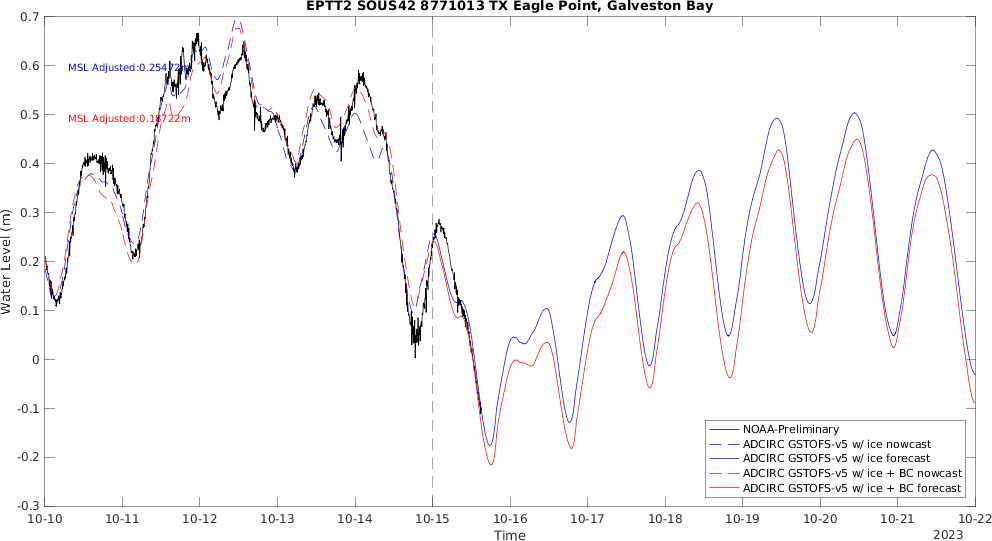 EPTT2 SOUS42 8771013 TX Eagle Point, Galveston Bay
0.7
0.6
0.5
0.4
0.3
0.2
0.1
0
-0.1
-0.2
-0.3
Water Level (m)
MSL Adjusted:0.25472m
MSL Adjusted:0.18722m
NOAA-Preliminary
ADCIRC GSTOFS-v5 w/ ice nowcast
ADCIRC GSTOFS-v5 w/ ice forecast
ADCIRC GSTOFS-v5 w/ ice + BC nowcast
ADCIRC GSTOFS-v5 w/ ice + BC forecast
10-10 10-11 10-12 10-13 10-14 10-15 10-16 10-17 10-18 10-19 10-20 10-21 10-22
Time
2023